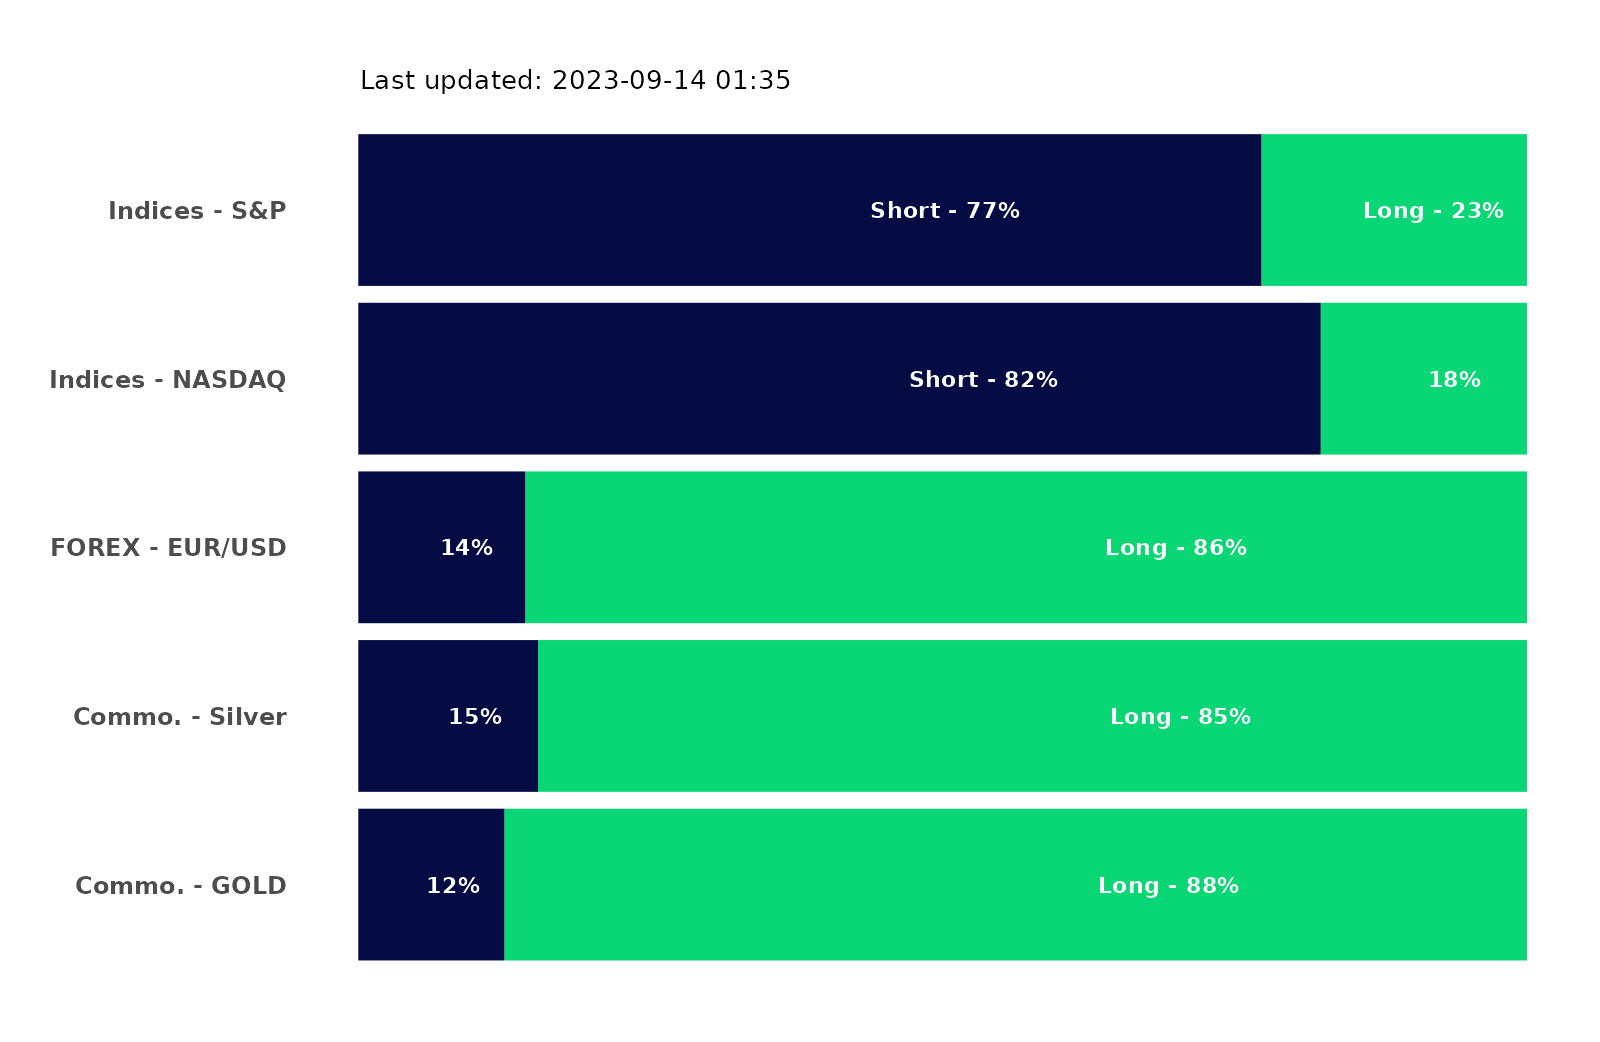 Last updated: 2023-09-14 01:35
Indices - S&P Short - 77% Long - 23%
Indices - NASDAQ Short - 82% 18%
FOREX - EUR/USD 14% Long - 86%
Commo. - Silver 15% Long - 85%
Commo. - GOLD 12% Long - 88%